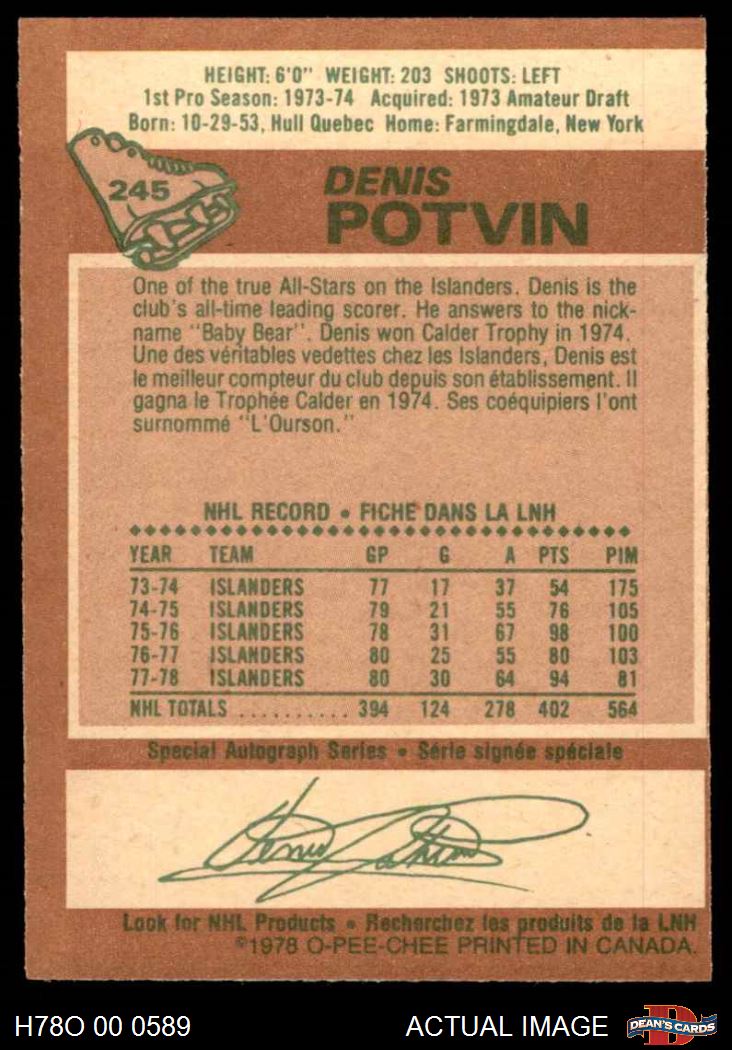 HEIGHT: 6'0" WEIGHT: 203 SHOOTS: LEFT
1st Pro Season: 1973-74 Acquired: 1973 Amateur Draft
Born: 10-29-53, Hull Quebec Home: Farmingdale, New York
245
DENIS
POTVIN
One of the true All-Stars on the Islanders. Denis is the
club's all-time leading scorer. He answers to the nick-
name "Baby Bear". Denis won Calder Trophy in 1974.
Une des véritables vedettes chez les Islanders, Denis est
le meilleur compteur du club depuis son établissement. Il
gagna le Trophée Calder en 1974. Ses coéquipiers l'ont
surnommé "L'Ourson."
NHL RECORD • FICHE DANS LA LNH
YEAR TEAM GP G A PTS PIM
73-74 ISLANDERS 77 17 37 54 175
74-75 ISLANDERS 79 21 55 76 105
75-76 ISLANDERS 78 31 67 98 100
76-77 ISLANDERS 80 25 55 80 103
77-78 ISLANDERS 80 30 64 94 81
NHL TOTALS .......... 394 124 278 402 564
Special Autograph Series • Série signée spéciale
Denis Potvin
Look for NHL Products • Recherchez les produits de la LNH
©1978 O-PEE-CHEE PRINTED IN CANADA.
H78O 00 0589
ACTUAL IMAGE
D
DEAN'S CARDS